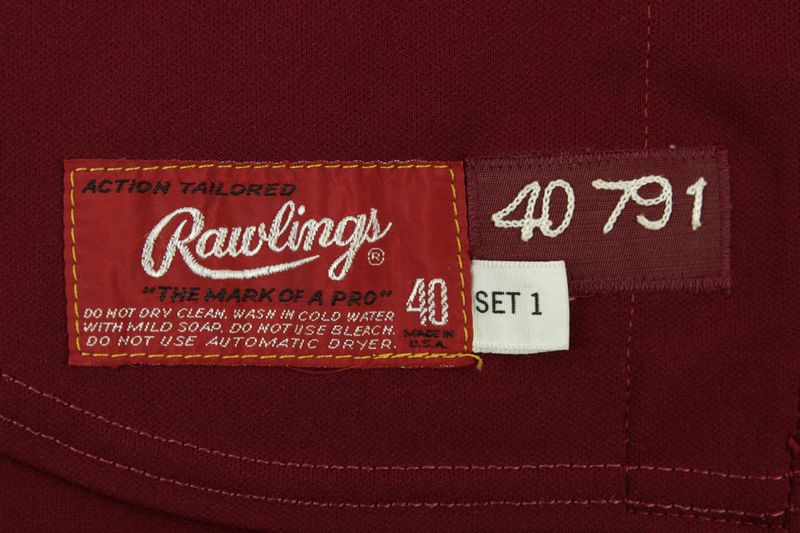 ACTION TAILORED
Rawlings®
"THE MARK OF A PRO"
40
MADE IN
U.S.A.
DO NOT DRY CLEAN, WASH IN COLD WATER
WITH MILD SOAP. DO NOT USE BLEACH.
DO NOT USE AUTOMATIC DRYER.
40 791
SET 1